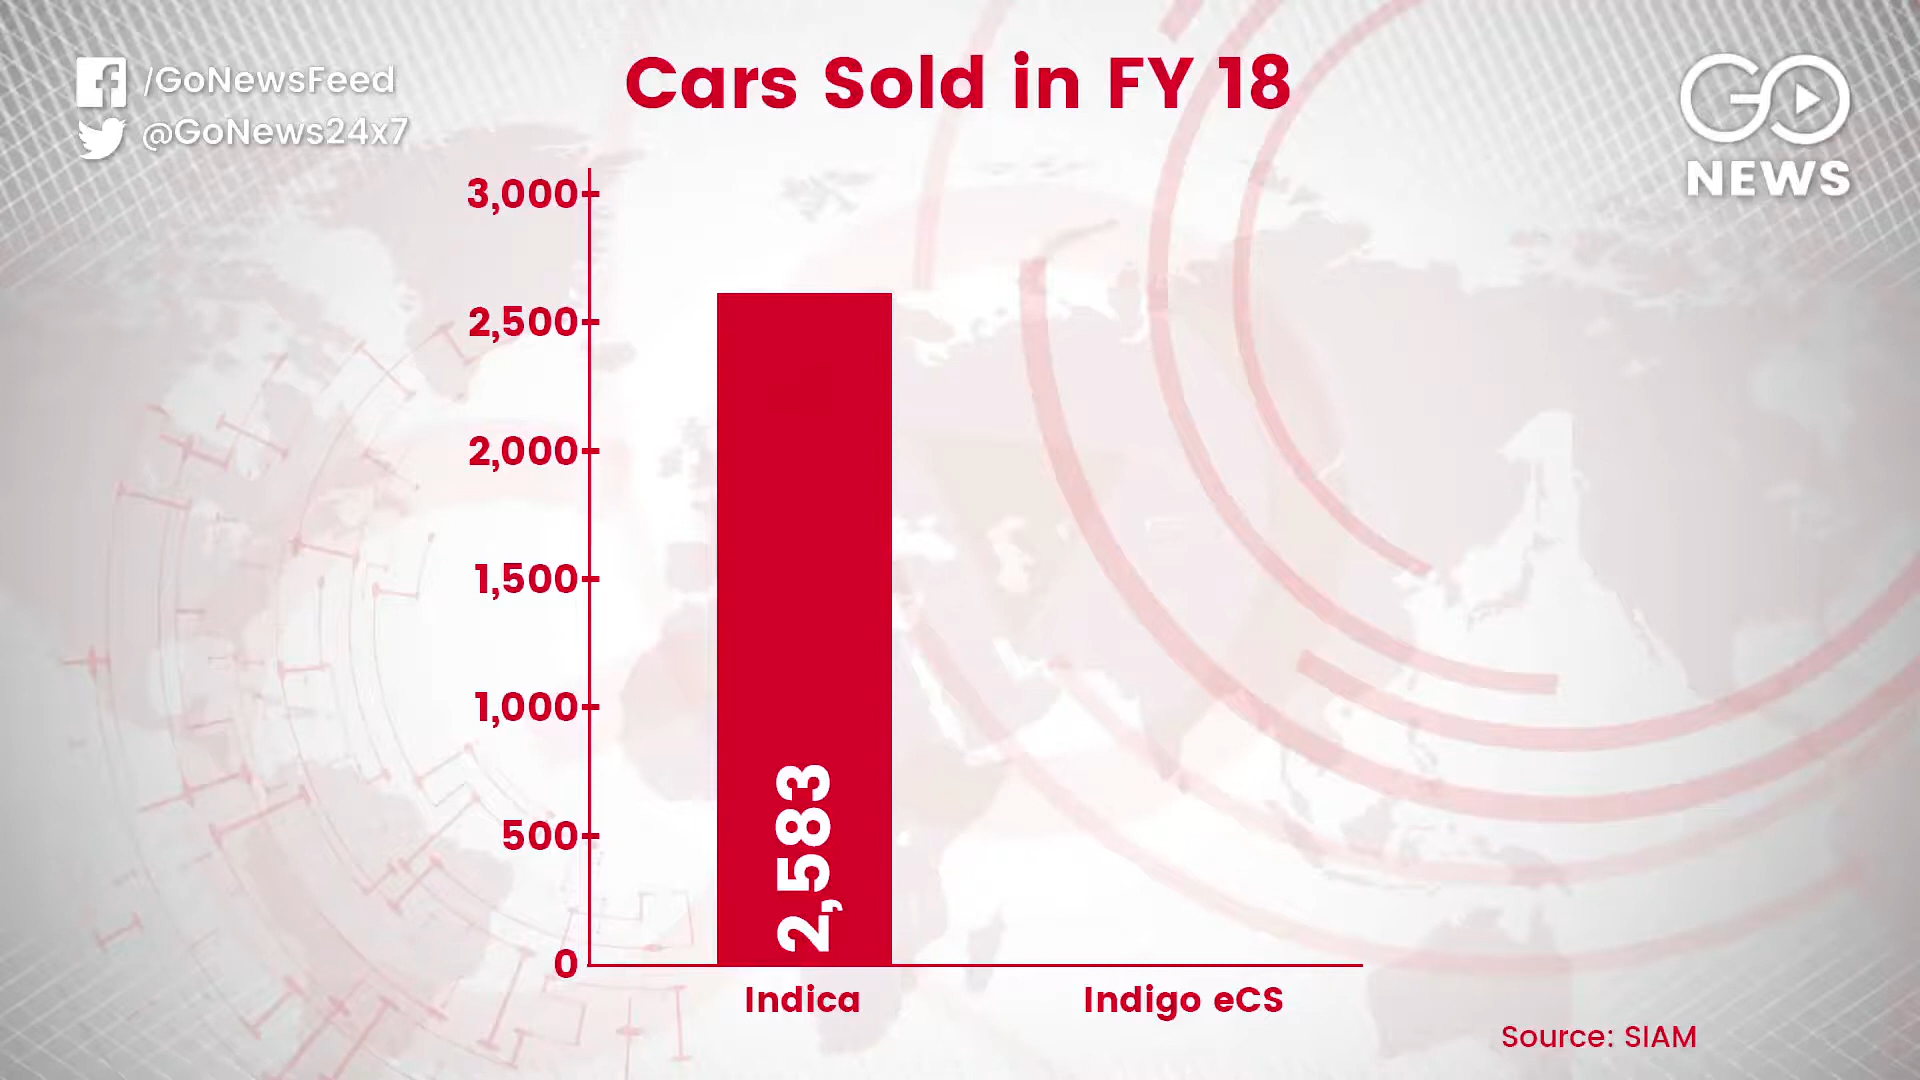 /GoNewsFeed
@GoNews24x7
Cars Sold in FY 18
GO
NEWS
3,000
2,500
2,000
1,500
1,000
500
0
2,583
Indica
Indigo eCS
Source: SIAM